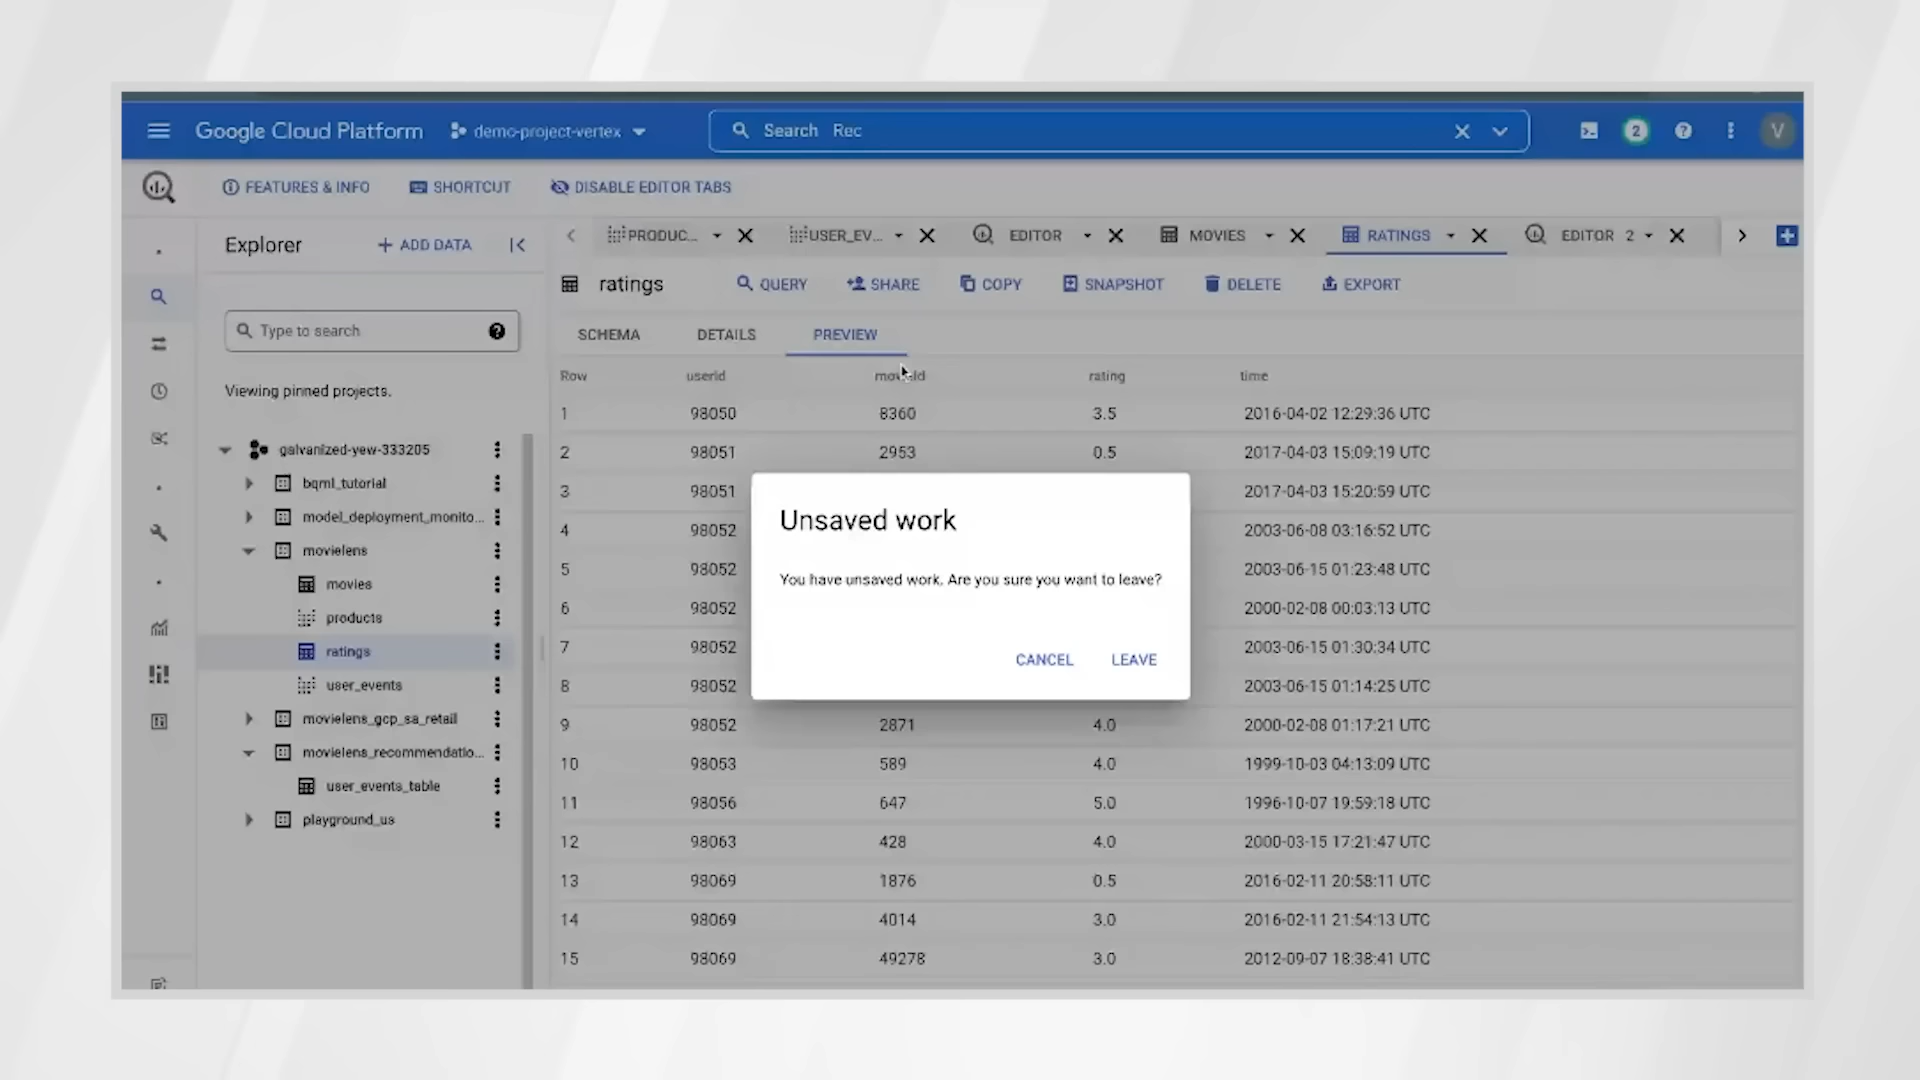 Google Cloud Platform demo-project-vertex Search Rec 2 V
FEATURES & INFO SHORTCUT DISABLE EDITOR TABS
Explorer + ADD DATA
PRODUC... USER_EV... EDITOR MOVIES RATINGS EDITOR 2
ratings QUERY SHARE COPY SNAPSHOT DELETE EXPORT
Type to search
SCHEMA DETAILS PREVIEW
Viewing pinned projects.
galvanized-yew-333205
bqml_tutorial
model_deployment_monito...
movielens
movies
products
ratings
user_events
movielens_gcp_sa_retail
movielens_recommendatio...
user_events_table
playground_us
Row userId rating time
1 98050 8360 3.5 2016-04-02 12:29:36 UTC
2 98051 2953 0.5 2017-04-03 15:09:19 UTC
3 98051 2017-04-03 15:20:59 UTC
4 98052 2003-06-08 03:16:52 UTC
5 98052 2003-06-15 01:23:48 UTC
6 98052 2000-02-08 00:03:13 UTC
7 98052 2003-06-15 01:30:34 UTC
8 98052 2003-06-15 01:14:25 UTC
9 98052 2871 4.0 2000-02-08 01:17:21 UTC
10 98053 589 4.0 1999-10-03 04:13:09 UTC
11 98056 647 5.0 1996-10-07 19:59:18 UTC
12 98063 428 4.0 2000-03-15 17:21:47 UTC
13 98069 1876 0.5 2016-02-11 20:58:11 UTC
14 98069 4014 3.0 2016-02-11 21:54:13 UTC
15 98069 49278 3.0 2012-09-07 18:38:41 UTC
Unsaved work
You have unsaved work. Are you sure you want to leave?
CANCEL LEAVE